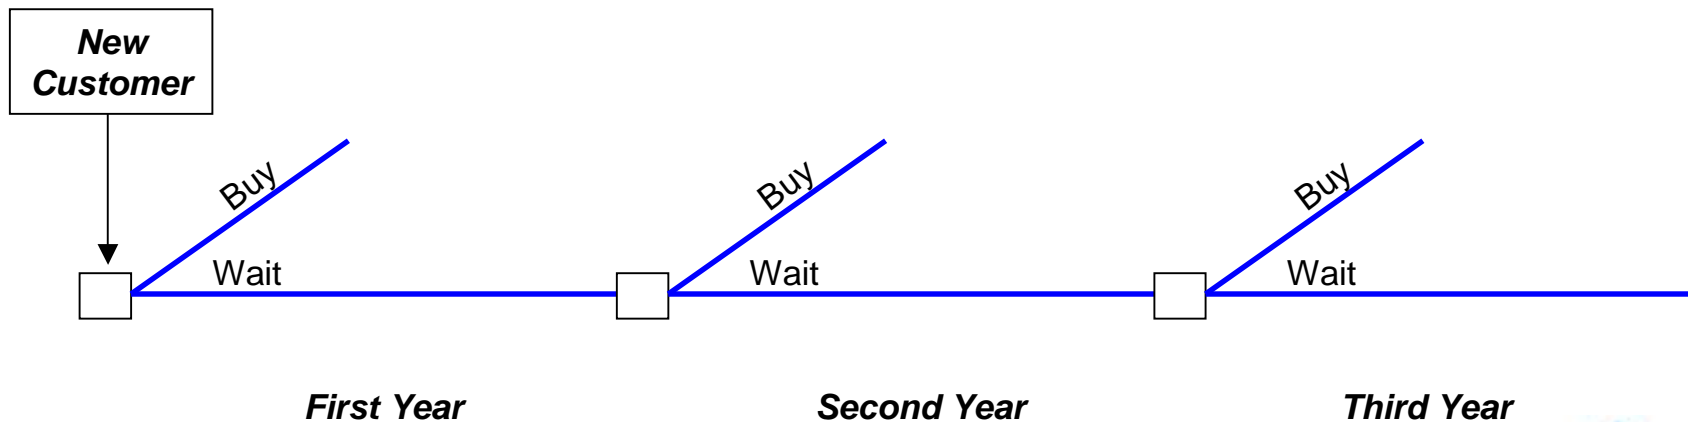 New
Customer
Buy
Buy
Buy
Wait
Wait
Wait
First Year
Second Year
Third Year